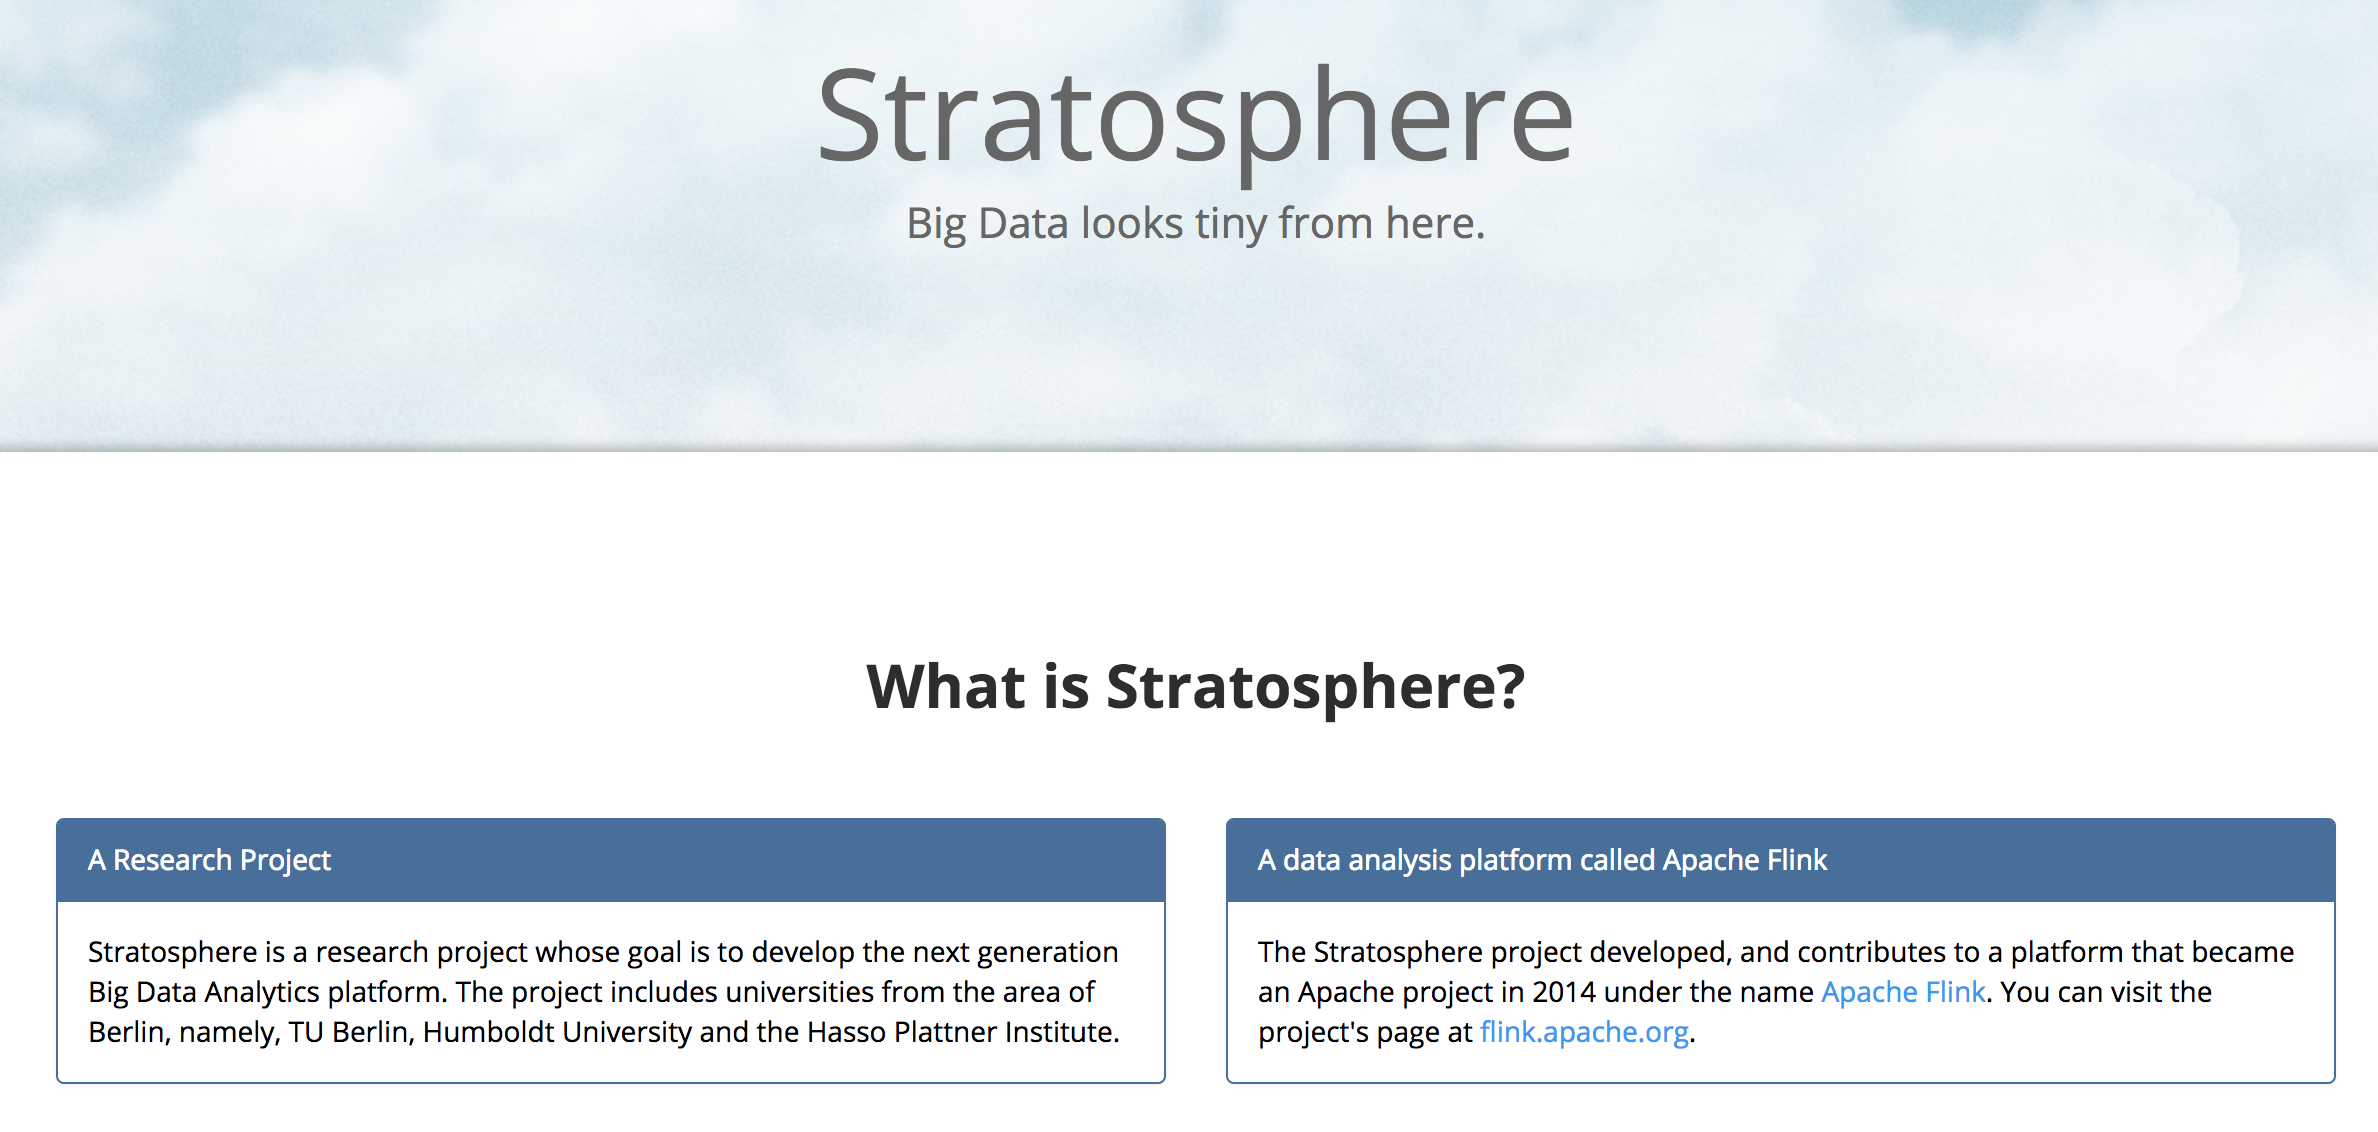 Stratosphere
Big Data looks tiny from here.
What is Stratosphere?
A Research Project
Stratosphere is a research project whose goal is to develop the next generation
Big Data Analytics platform. The project includes universities from the area of
Berlin, namely, TU Berlin, Humboldt University and the Hasso Plattner Institute.
A data analysis platform called Apache Flink
The Stratosphere project developed, and contributes to a platform that became
an Apache project in 2014 under the name Apache Flink. You can visit the
project's page at flink.apache.org.